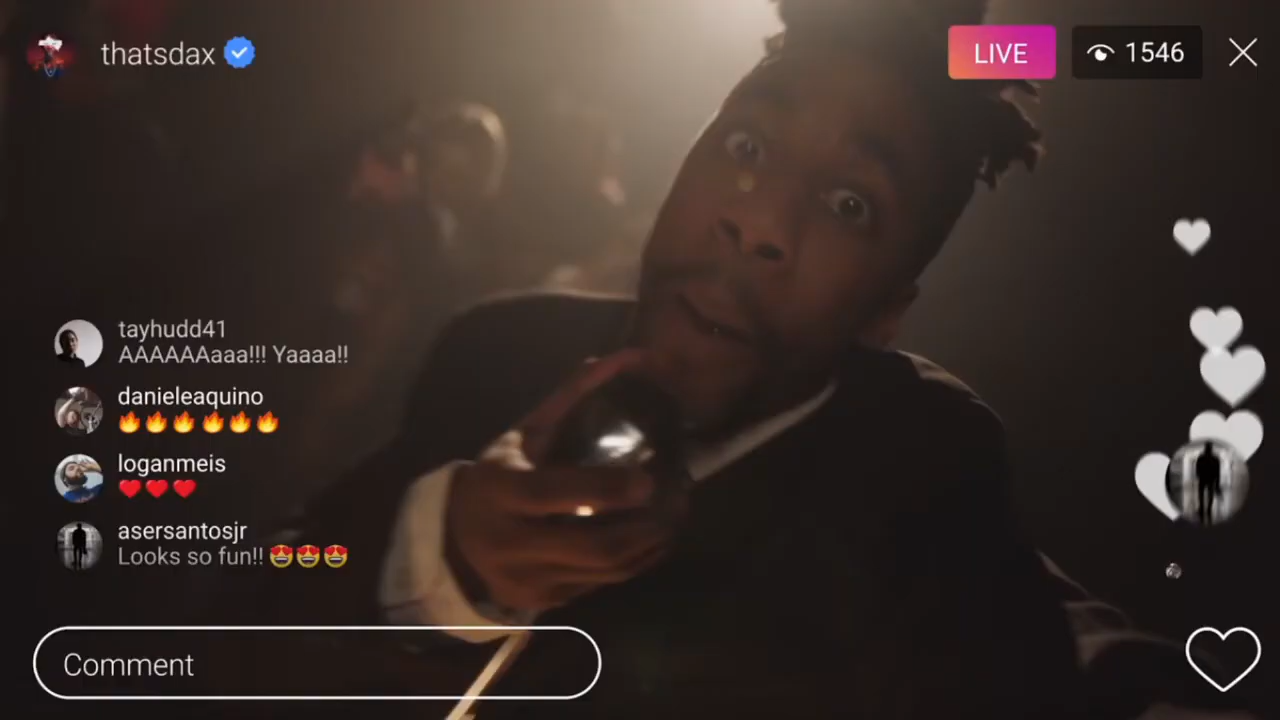 thatsdax
LIVE
1546
tayhudd41
AAAAAAaaa!!! Yaaaa!!
danieleaquino
🔥🔥🔥🔥🔥🔥
loganmeis
❤️❤️❤️
asersantosjr
Looks so fun!! 😍😍😍
Comment